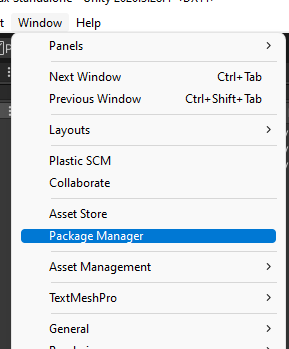 Window Help
Panels
Next Window Ctrl+Tab
Previous Window Ctrl+Shift+Tab
Layouts
Plastic SCM
Collaborate
Asset Store
Package Manager
Asset Management
TextMeshPro
General